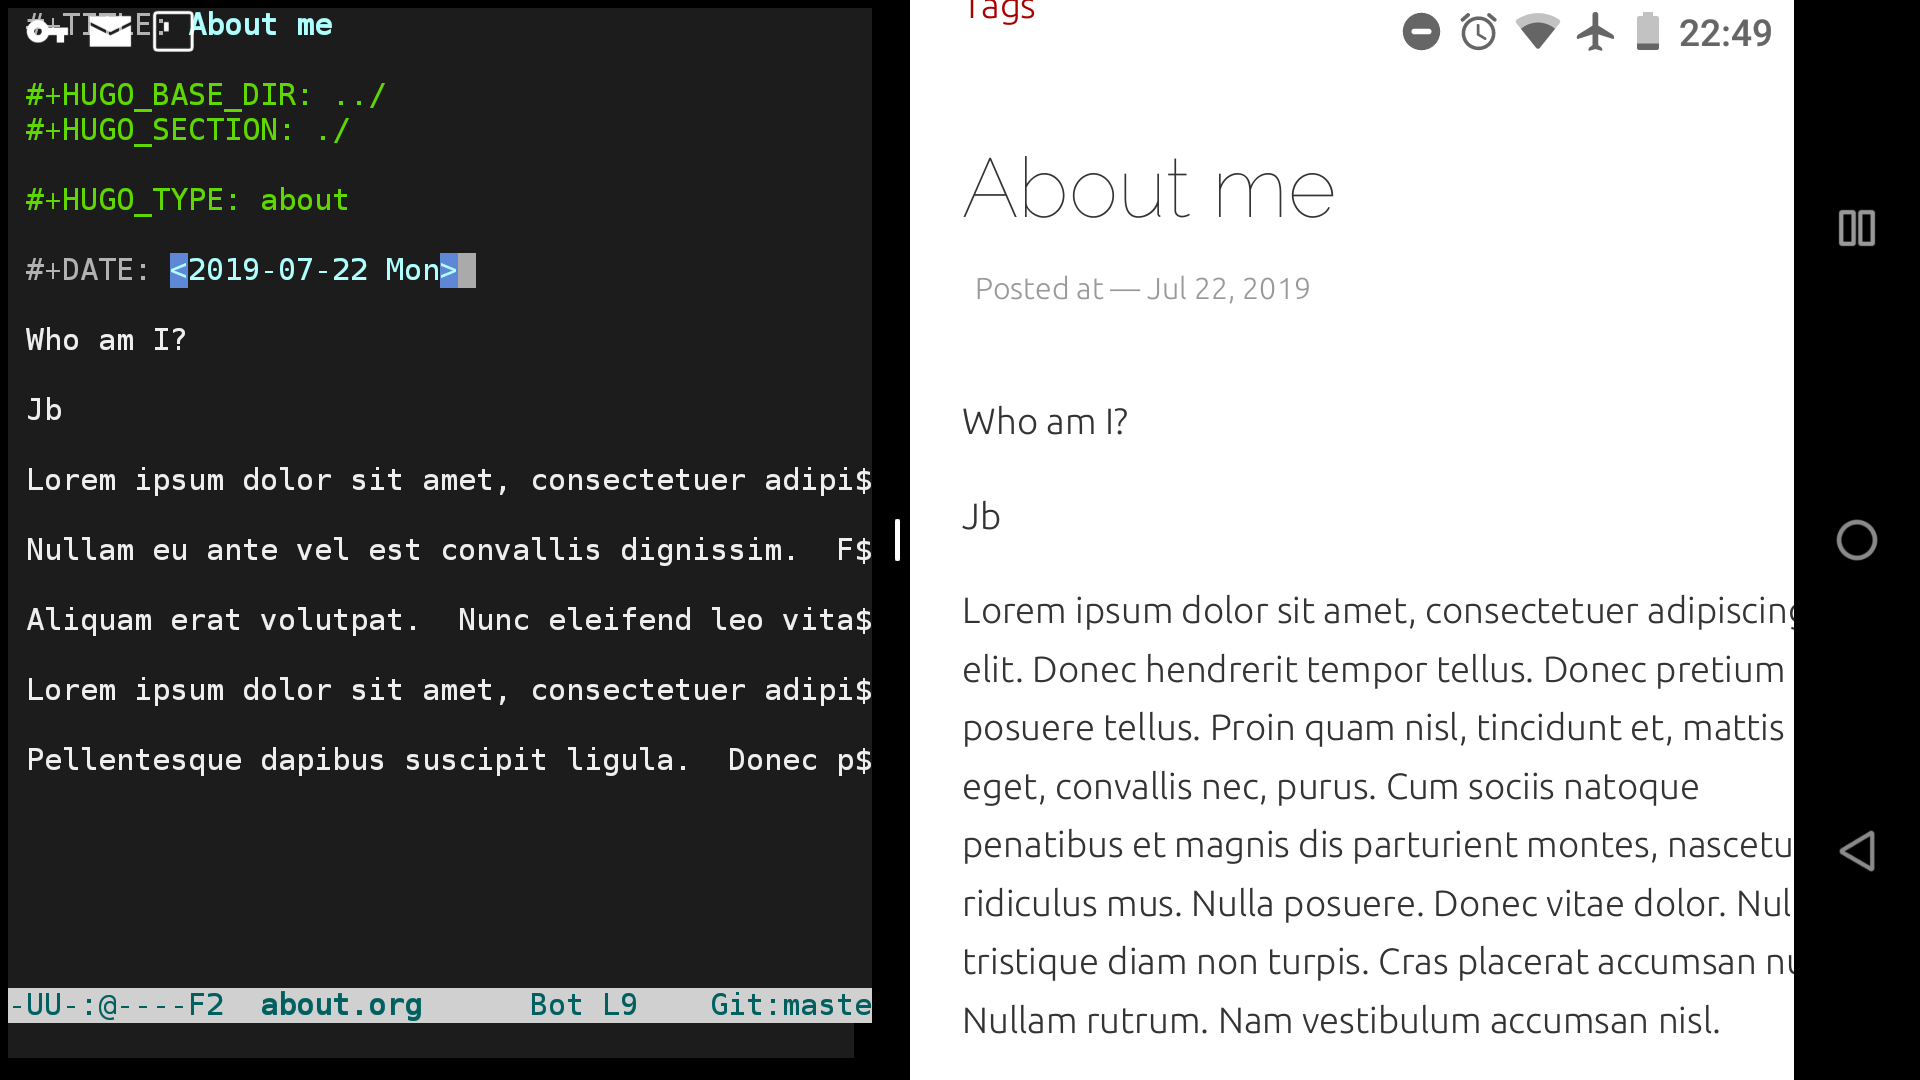 #+TITLE: About me
#+HUGO_BASE_DIR: ../
#+HUGO_SECTION: ./
#+HUGO_TYPE: about
#+DATE: <2019-07-22 Mon>
Who am I?
Jb
Lorem ipsum dolor sit amet, consectetuer adipi$
Nullam eu ante vel est convallis dignissim.  F$
Aliquam erat volutpat.  Nunc eleifend leo vita$
Lorem ipsum dolor sit amet, consectetuer adipi$
Pellentesque dapibus suscipit ligula.  Donec p$
-UU-:@----F2  about.org      Bot L9     Git:maste
Tags
22:49
About me
Posted at — Jul 22, 2019
Who am I?
Jb
Lorem ipsum dolor sit amet, consectetuer adipiscing
elit. Donec hendrerit tempor tellus. Donec pretium
posuere tellus. Proin quam nisl, tincidunt et, mattis
eget, convallis nec, purus. Cum sociis natoque
penatibus et magnis dis parturient montes, nascetu
ridiculus mus. Nulla posuere. Donec vitae dolor. Nul
tristique diam non turpis. Cras placerat accumsan nu
Nullam rutrum. Nam vestibulum accumsan nisl.